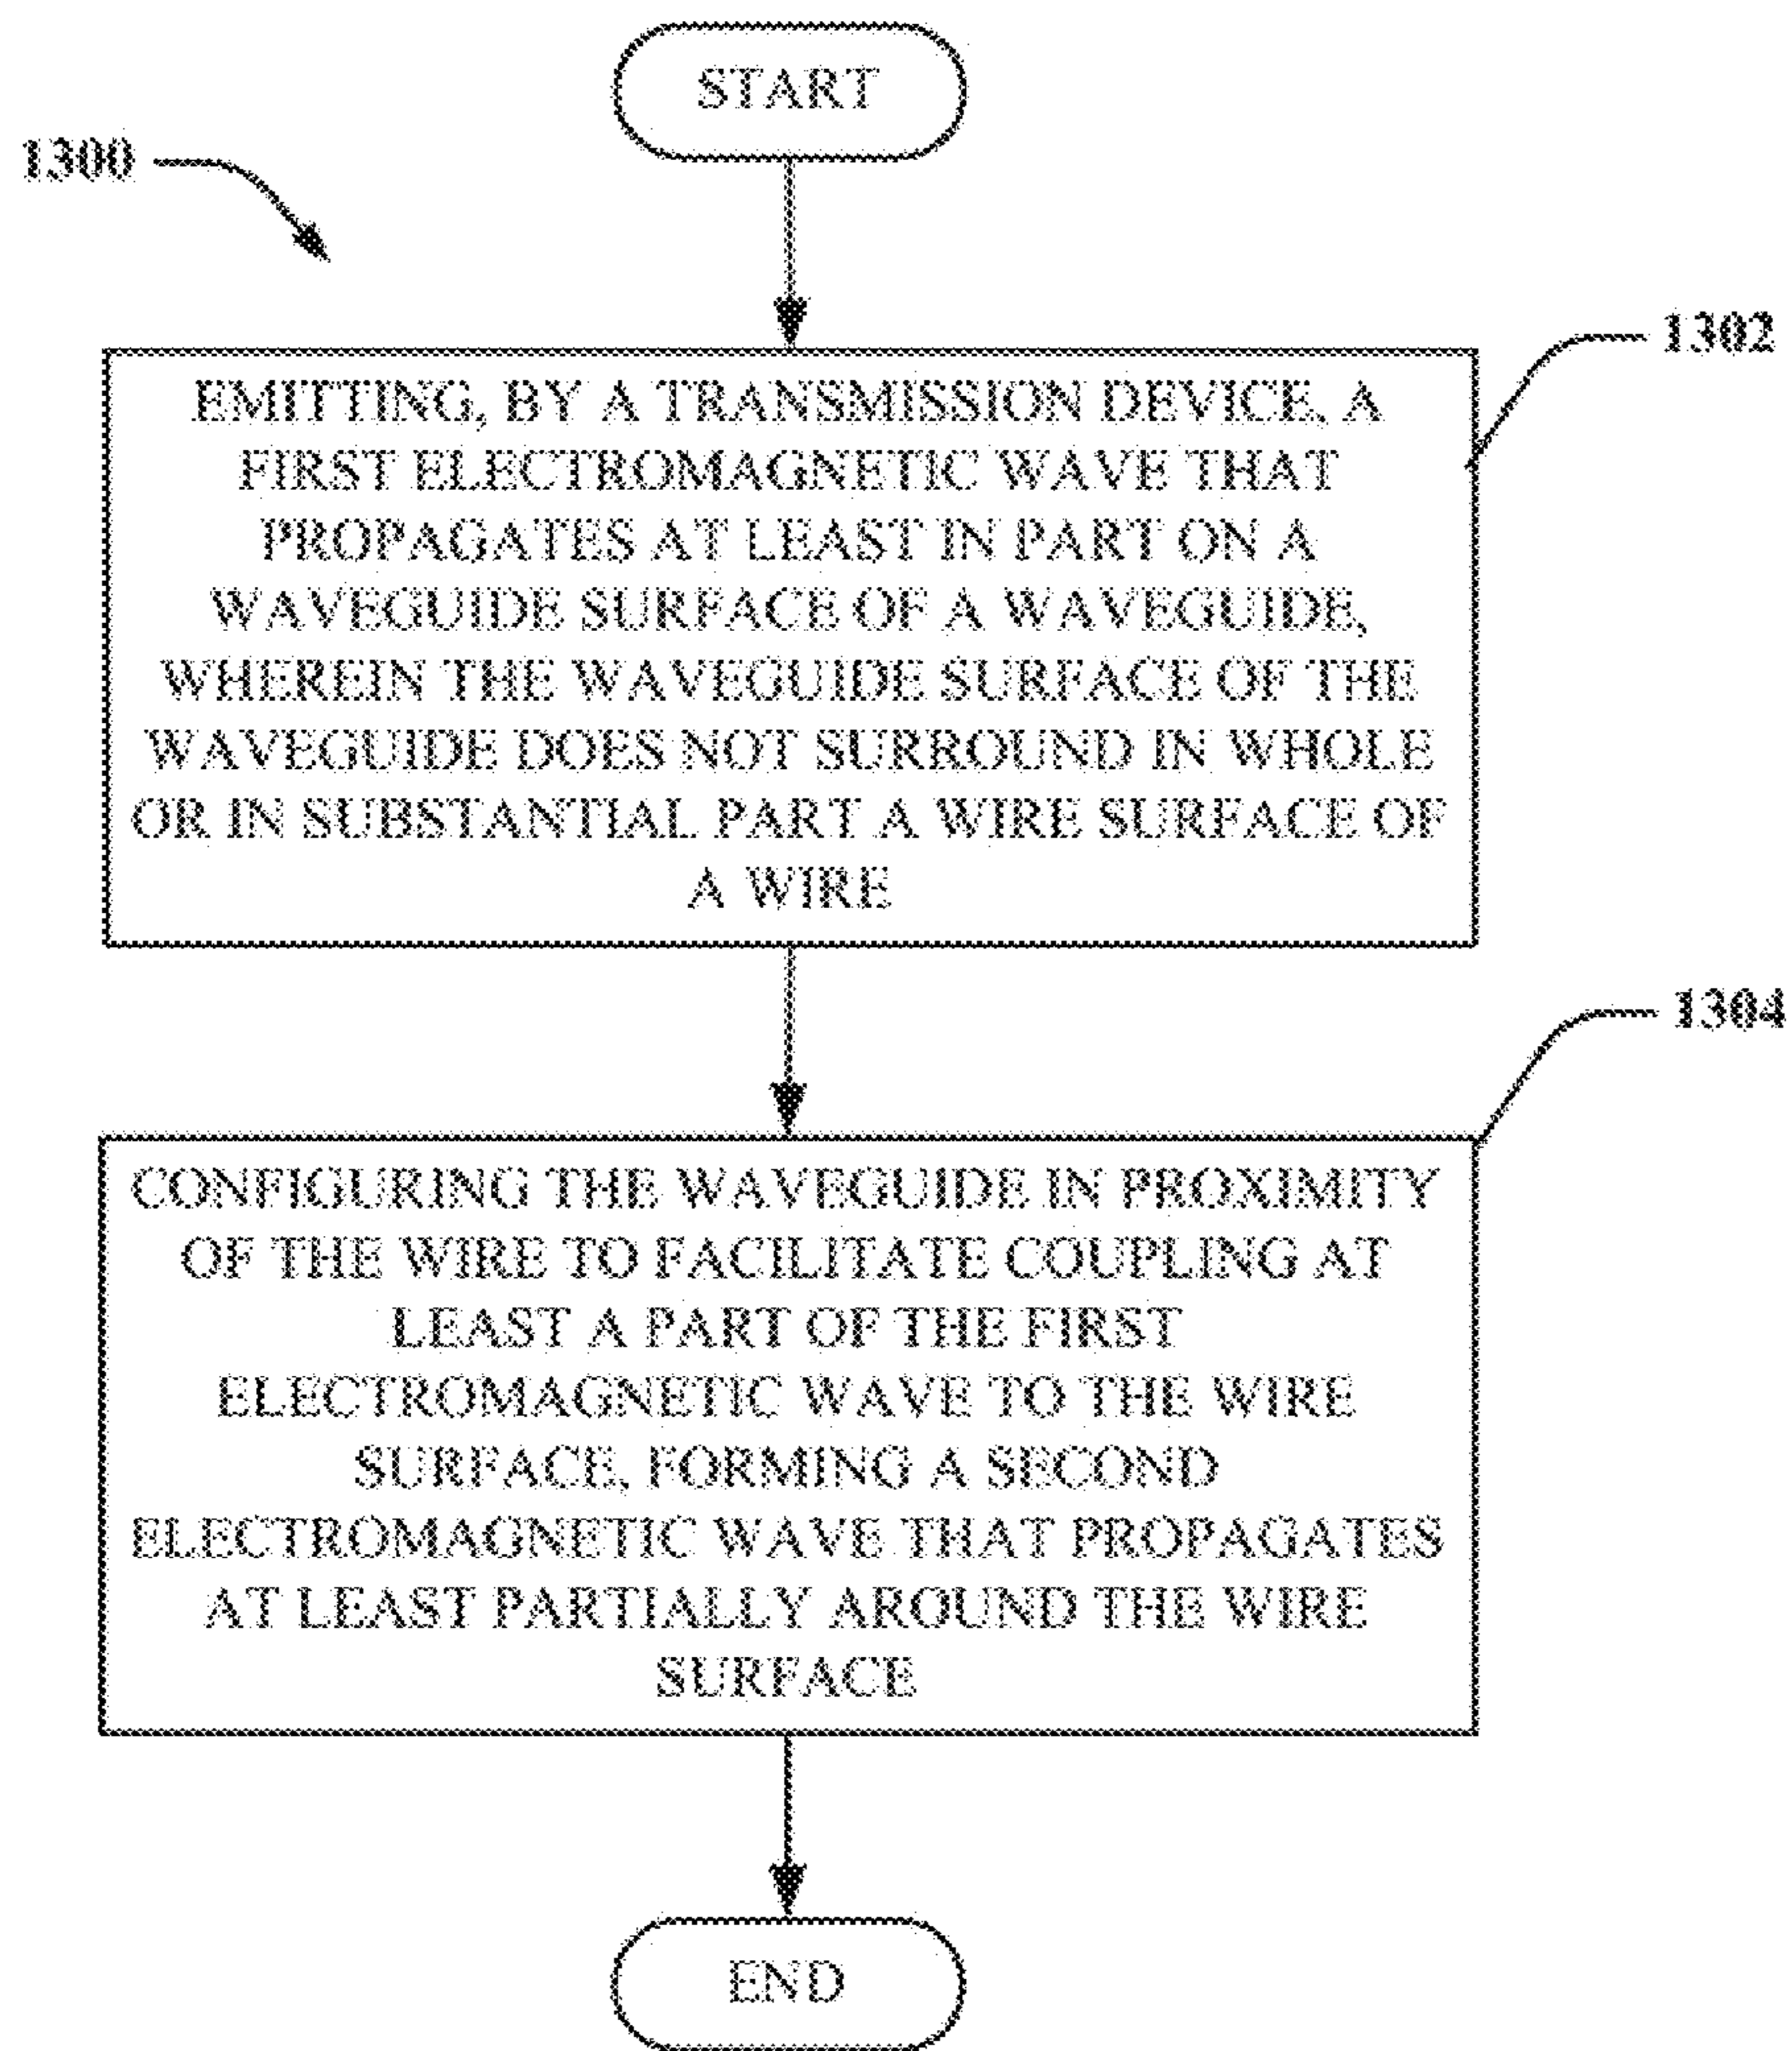 START
1300
1302
EMITTING, BY A TRANSMISSION DEVICE, A
FIRST ELECTROMAGNETIC WAVE THAT
PROPAGATES AT LEAST IN PART ON A
WAVEGUIDE SURFACE OF A WAVEGUIDE,
WHEREIN THE WAVEGUIDE SURFACE OF THE
WAVEGUIDE DOES NOT SURROUND IN WHOLE
OR IN SUBSTANTIAL PART A WIRE SURFACE OF
A WIRE
1304
CONFIGURING THE WAVEGUIDE IN PROXIMITY
OF THE WIRE TO FACILITATE COUPLING AT
LEAST A PART OF THE FIRST
ELECTROMAGNETIC WAVE TO THE WIRE
SURFACE, FORMING A SECOND
ELECTROMAGNETIC WAVE THAT PROPAGATES
AT LEAST PARTIALLY AROUND THE WIRE
SURFACE
END